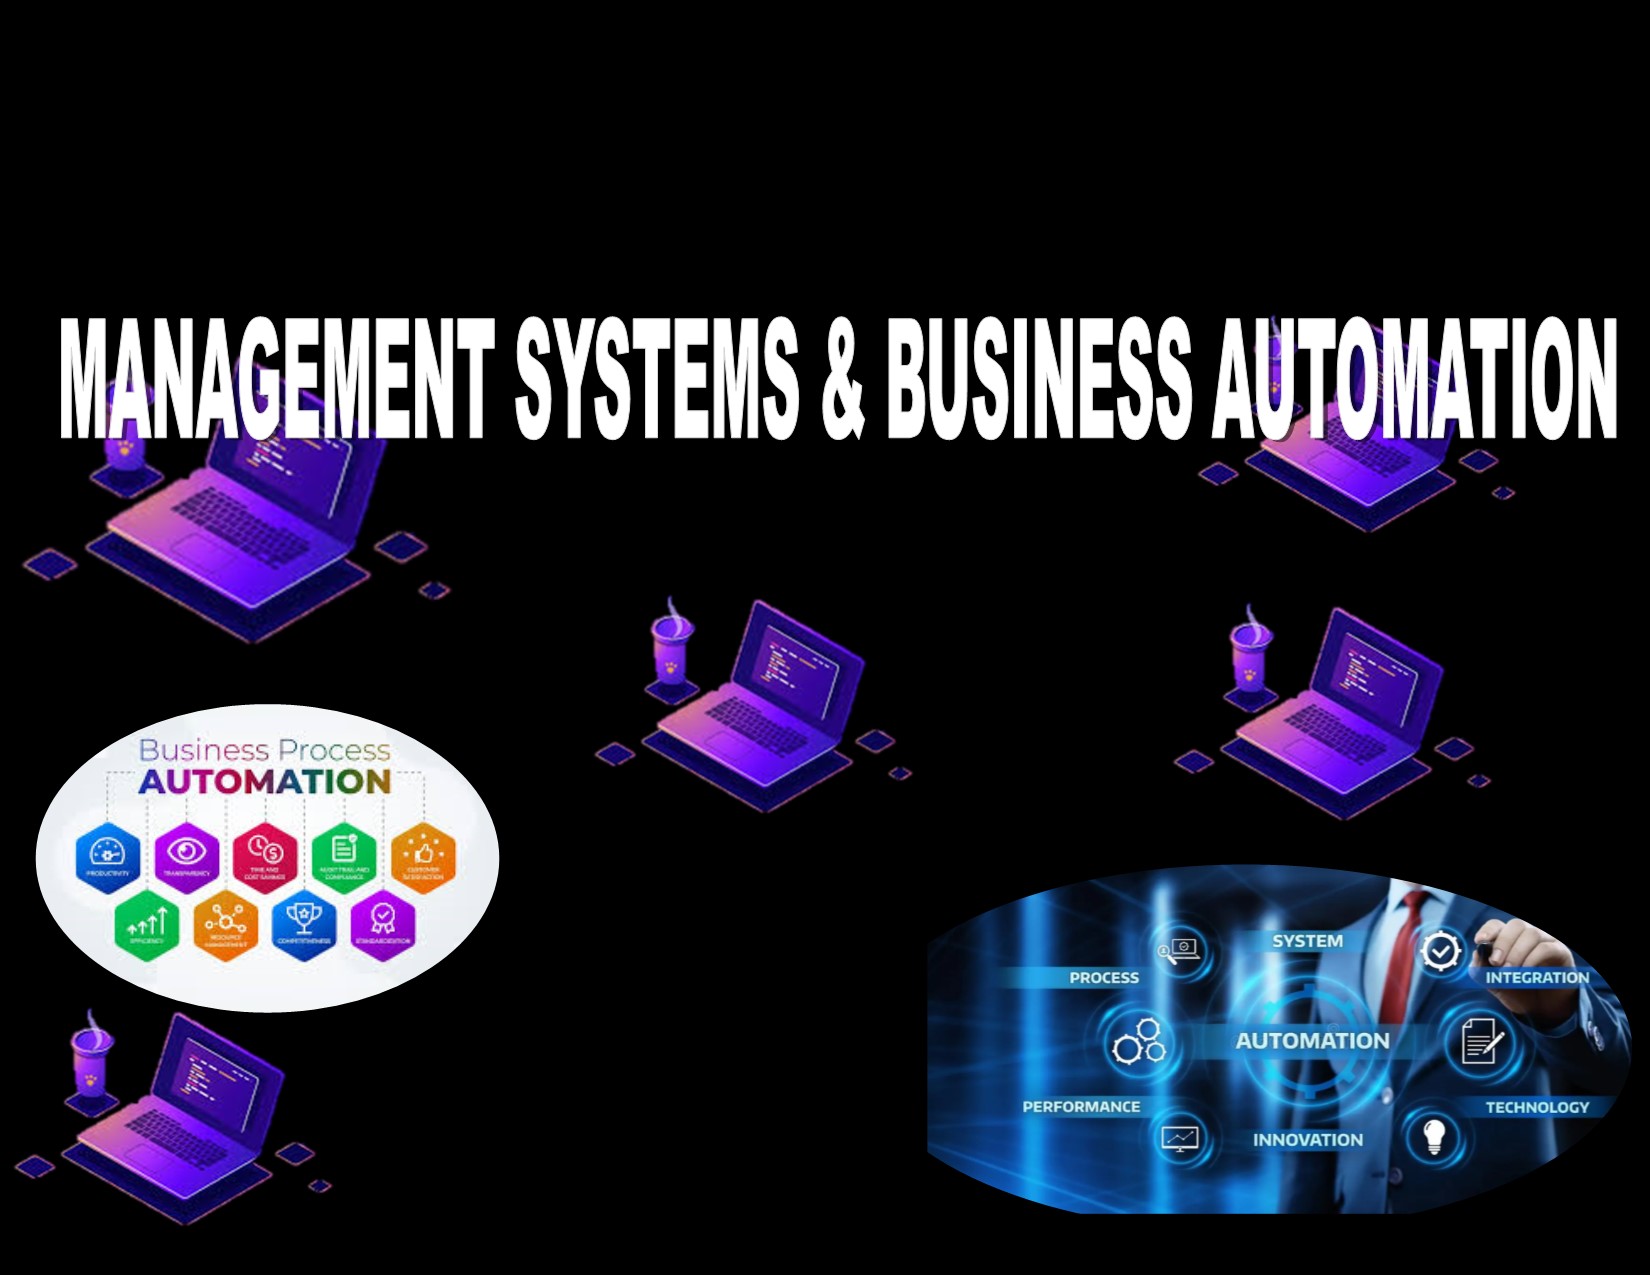 MANAGEMENT SYSTEMS & BUSINESS AUTOMATION
Business Process
AUTOMATION
PRODUCTIVITY
TRANSPARENCY
TIME AND
COST SAVINGS
AUDIT TRAIL AND
COMPLIANCE
CUSTOMER
SATISFACTION
EFFICIENCY
RESOURCE
MANAGEMENT
COMPETITIVENESS
SYSTEM
PROCESS
INTEGRATION
AUTOMATION
PERFORMANCE
TECHNOLOGY
INNOVATION